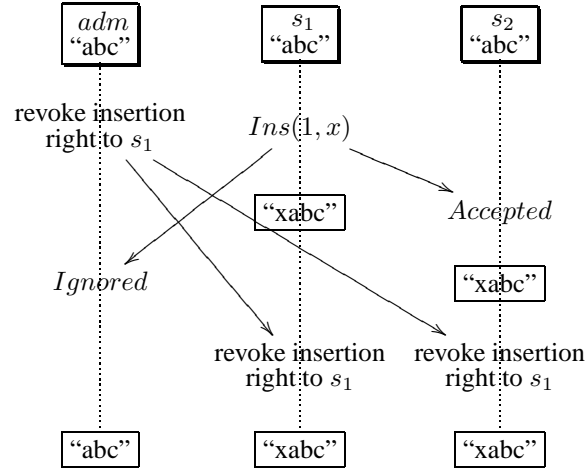 adm
“abc”
s1
“abc”
s2
“abc”
revoke insertion
right to s1
Ins(1, x)
“xabc”
Accepted
Ignored
“xabc”
revoke insertion
right to s1
revoke insertion
right to s1
“abc”
“xabc”
“xabc”